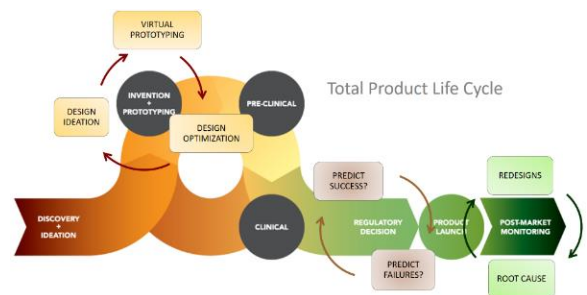 VIRTUAL
PROTOTYPING
INVENTION
+
PROTOTYPING
PRE-CLINICAL
Total Product Life Cycle
DESIGN
IDEATION
DESIGN
OPTIMIZATION
PREDICT
SUCCESS?
REDESIGNS
DISCOVERY
+
IDEATION
CLINICAL
REGULATORY
DECISION
PRODUCT
LAUNCH
POST-MARKET
MONITORING
PREDICT
FAILURES?
ROOT CAUSE